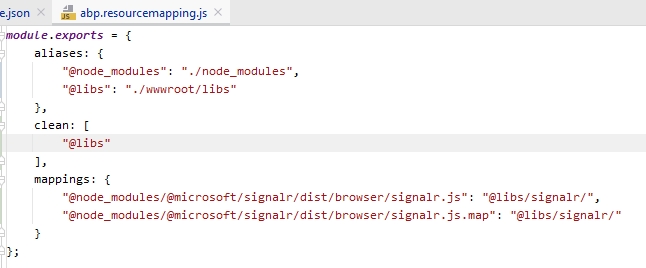 e.json × abp.resourcemapping.js ×
module.exports = {
    aliases: {
        "@node_modules": "./node_modules",
        "@libs": "./wwwroot/libs"
    },
    clean: [
        "@libs"
    ],
    mappings: {
        "@node_modules/@microsoft/signalr/dist/browser/signalr.js": "@libs/signalr/",
        "@node_modules/@microsoft/signalr/dist/browser/signalr.js.map": "@libs/signalr/"
    }
};